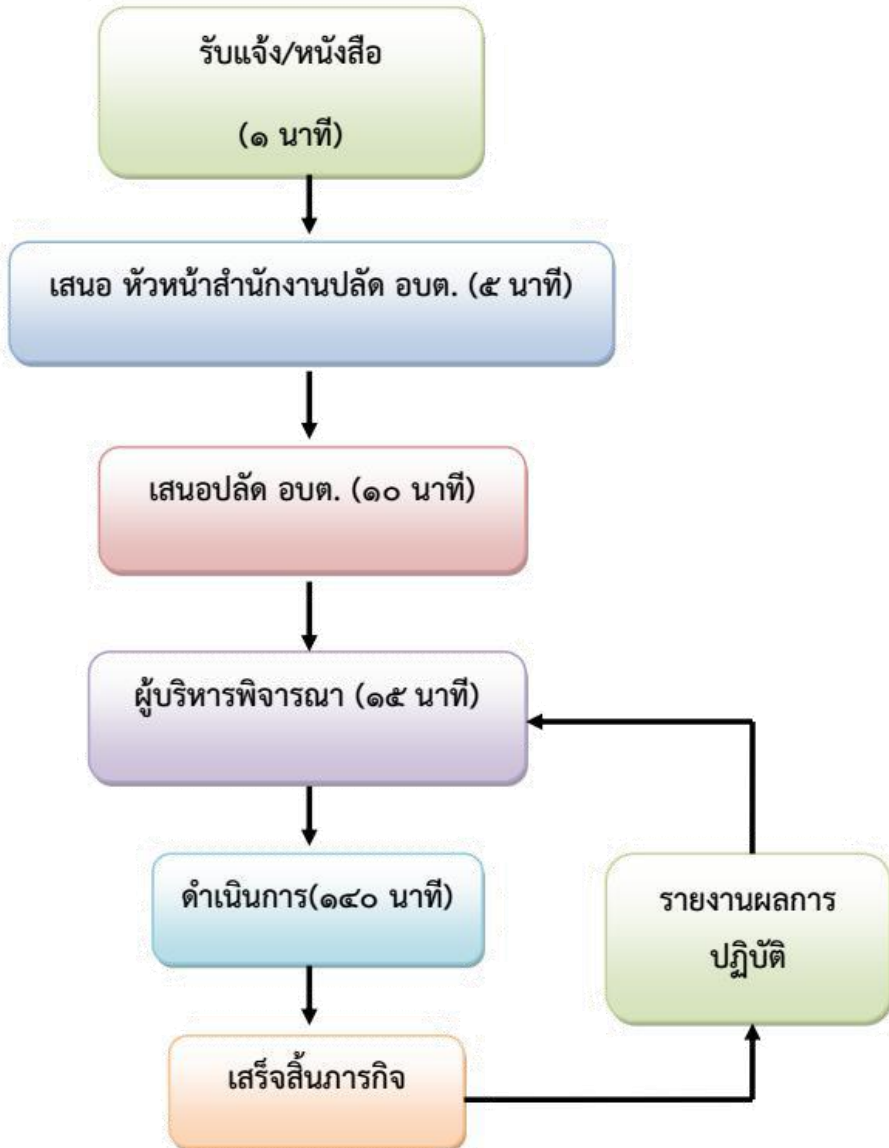 รับแจ้ง/หนังสือ
(๑ นาที)
เสนอ หัวหน้าสำนักงานปลัด อบต. (๕ นาที)
เสนอปลัด อบต. (๑๐ นาที)
ผู้บริหารพิจารณา (๑๕ นาที)
ดำเนินการ(๑๔๐ นาที)
รายงานผลการ
ปฏิบัติ
เสร็จสิ้นภารกิจ